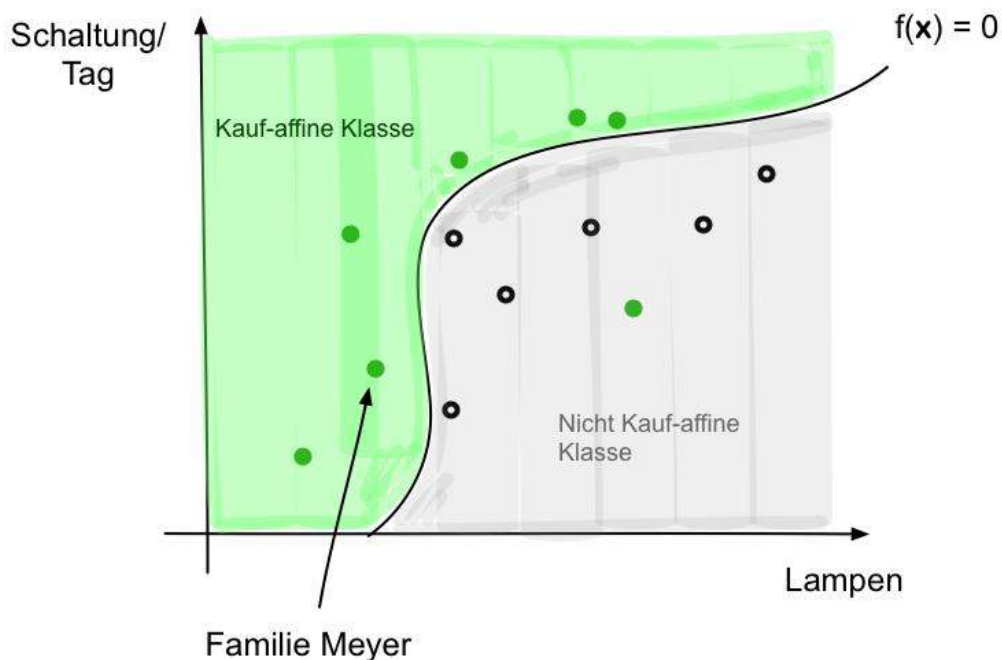 Schaltung/
Tag
f(x) = 0
Kauf-affine Klasse
Nicht Kauf-affine
Klasse
Lampen
Familie Meyer